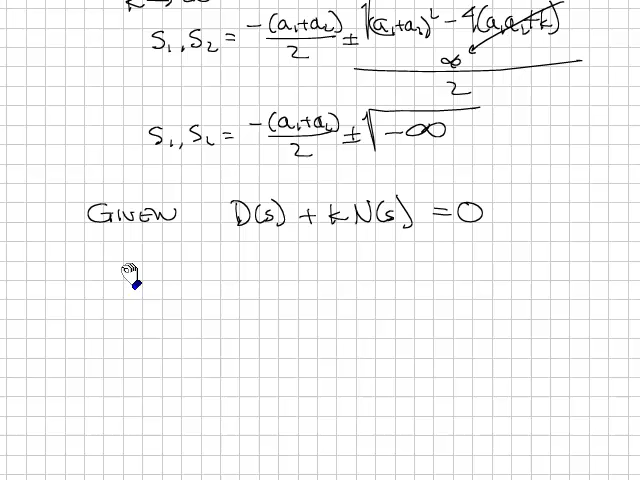 S₁,S₂ = -(a₁+a₂)/2 ± √((a₁+a₂)² - 4(a₁a₂+k))/2
∞
S₁,S₂ = -(a₁+a₂)/2 ± √-∞
GIVEN D(s) + kN(s) = 0